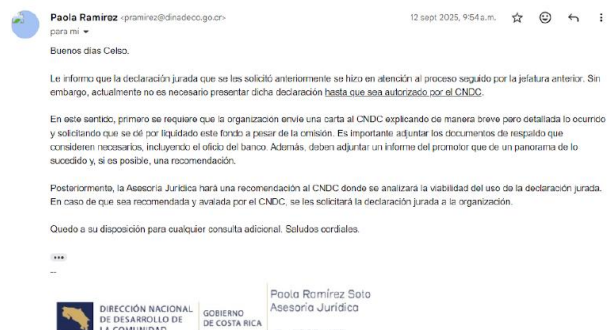 Paola Ramírez <pramirez@dinadeco.go.cr>
12 sept 2025, 9:54 a.m.
para mí
Buenos días Celso.
Le informo que la declaración jurada que se les solicitó anteriormente se hizo en atención al proceso seguido por la jefatura anterior. Sin
embargo, actualmente no es necesario presentar dicha declaración hasta que sea autorizado por el CNDC.
En este sentido, primero se requiere que la organización envíe una carta al CNDC explicando de manera breve pero detallada lo ocurrido
y solicitando que se dé por liquidado este fondo a pesar de la omisión. Es importante adjuntar los documentos de respaldo que
consideren necesarios, incluyendo el oficio del banco. Además, deben adjuntar un informe del promotor que de un panorama de lo
sucedido y, si es posible, una recomendación.
Posteriormente, la Asesoría Jurídica hará una recomendación al CNDC donde se analizará la viabilidad del uso de la declaración jurada.
En caso de que sea recomendada y avalada por el CNDC, se les solicitará la declaración jurada a la organización.
Quedo a su disposición para cualquier consulta adicional. Saludos cordiales.
...
--
Paola Ramírez Soto
Asesoría Jurídica
DIRECCIÓN NACIONAL
DE DESARROLLO DE
LA COMUNIDAD
GOBIERNO
DE COSTA RICA